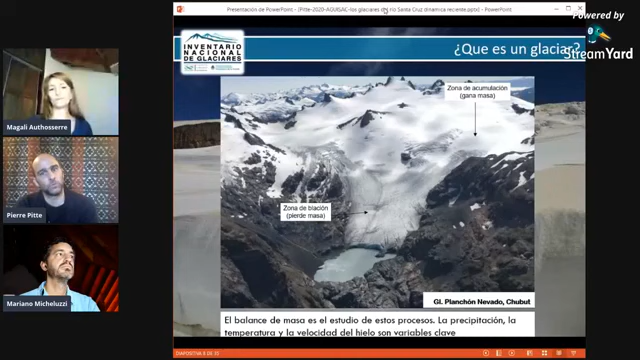 Presentación de PowerPoint - [Pitte-2020-AGUISAC-los glaciares del río Santa Cruz dinamica reciente.pptx] - PowerPoint
Powered by
StreamYard
INVENTARIO
NACIONAL
DE GLACIARES
¿Que es un glaciar?
Zona de acumulación
(gana masa)
Magali Authosserre
Pierre Pitte
Zona de blación
(pierde masa)
Mariano Micheluzzi
Gl. Planchón Nevado, Chubut
El balance de masa es el estudio de estos procesos. La precipitación, la
temperatura y la velocidad del hielo son variables clave
DIAPOSITIVA 8 DE 35